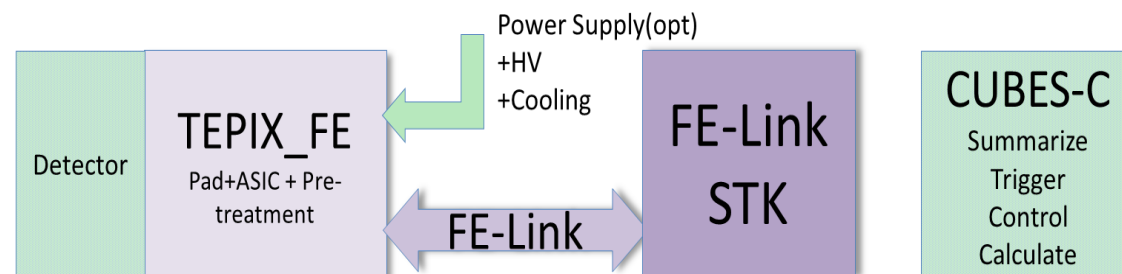 Detector
TEPIX_FE
Pad+ASIC + Pre-
treatment
Power Supply(opt)
+HV
+Cooling
FE-Link
FE-Link
STK
CUBES-C
Summarize
Trigger
Control
Calculate